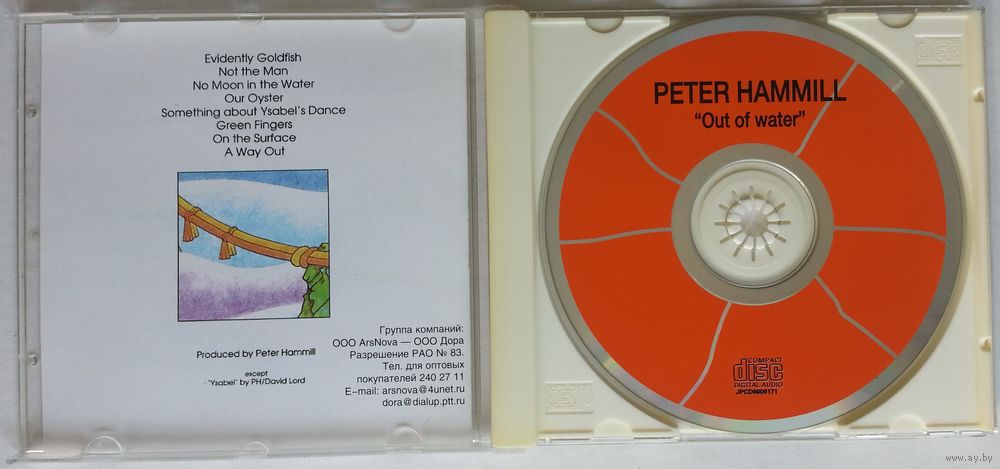 Evidently Goldfish
Not the Man
No Moon in the Water
Our Oyster
Something about Ysabel's Dance
Green Fingers
On the Surface
A Way Out
Produced by Peter Hammill
except
'Ysabel' by PH/David Lord
Группа компаний:
ООО ArsNova — ООО Дора
Разрешение РАО № 83.
Тел. для оптовых
покупателей 240 27 11
E-mail: arsnova@4unet.ru
dora@dialup.ptt.ru
PETER HAMMILL
"Out of water"
COMPACT
disc
DIGITAL AUDIO
JPCD9906171
www.ay.by